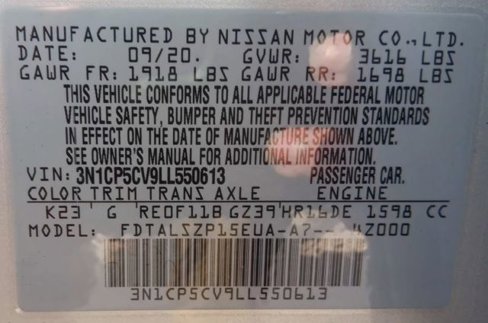 MANUFACTURED BY NISSAN MOTOR CO., LTD.
DATE: 09/20. GVWR: 3616 LBS
GAWR FR: 1918 LBS GAWR RR: 1698 LBS
THIS VEHICLE CONFORMS TO ALL APPLICABLE FEDERAL MOTOR
VEHICLE SAFETY, BUMPER AND THEFT PREVENTION STANDARDS
IN EFFECT ON THE DATE OF MANUFACTURE SHOWN ABOVE.
SEE OWNER'S MANUAL FOR ADDITIONAL INFORMATION.
VIN: 3N1CP5CV9LL550613 PASSENGER CAR.
COLOR TRIM TRANS AXLE ENGINE
K23 G RE0F11B GZ39 HR16DE 1598 CC
MODEL: FDTALSZP15EUA-A7-- 4Z000
3N1CP5CV9LL550613